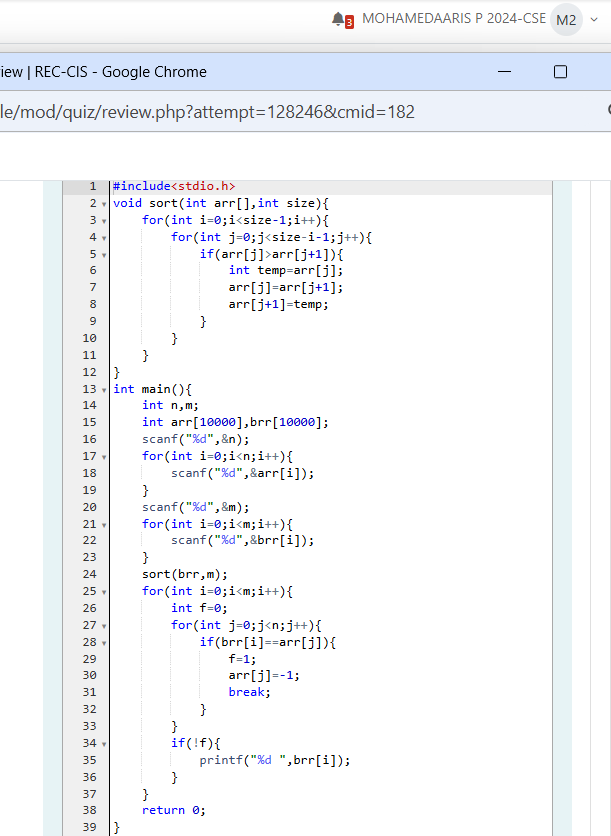 3 MOHAMEDAARIS P 2024-CSE M2
iew | REC-CIS - Google Chrome
le/mod/quiz/review.php?attempt=128246&cmid=182
1 #include<stdio.h>
2 void sort(int arr[],int size){
3     for(int i=0;i<size-1;i++){
4         for(int j=0;j<size-i-1;j++){
5             if(arr[j]>arr[j+1]){
6                 int temp=arr[j];
7                 arr[j]=arr[j+1];
8                 arr[j+1]=temp;
9             }
10         }
11     }
12 }
13 int main(){
14     int n,m;
15     int arr[10000],brr[10000];
16     scanf("%d",&n);
17     for(int i=0;i<n;i++){
18         scanf("%d",&arr[i]);
19     }
20     scanf("%d",&m);
21     for(int i=0;i<m;i++){
22         scanf("%d",&brr[i]);
23     }
24     sort(brr,m);
25     for(int i=0;i<m;i++){
26         int f=0;
27         for(int j=0;j<n;j++){
28             if(brr[i]==arr[j]){
29                 f=1;
30                 arr[j]=-1;
31                 break;
32             }
33         }
34         if(!f){
35             printf("%d ",brr[i]);
36         }
37     }
38     return 0;
39 }